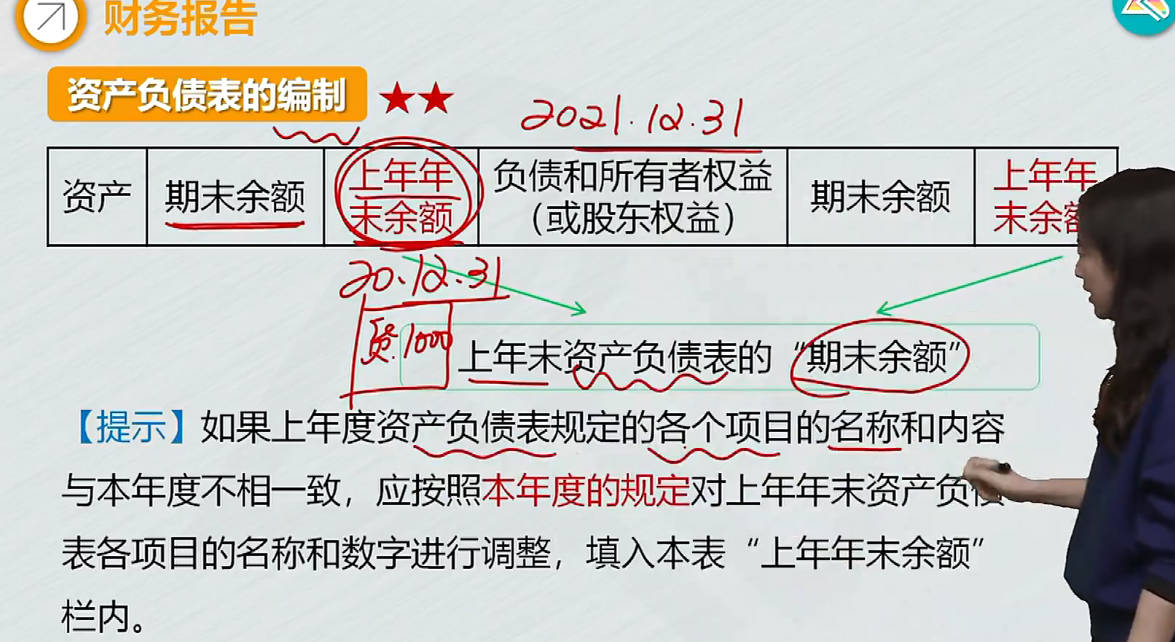 财务报告
资产负债表的编制 ★★
2021.12.31
资产 期末余额 上年年末余额 负债和所有者权益（或股东权益） 期末余额 上年年末余额
20.12.31
资1000
上年末资产负债表的“期末余额”
【提示】如果上年度资产负债表规定的各个项目的名称和内容
与本年度不相一致，应按照本年度的规定对上年年末资产负债
表各项目的名称和数字进行调整，填入本表“上年年末余额”
栏内。